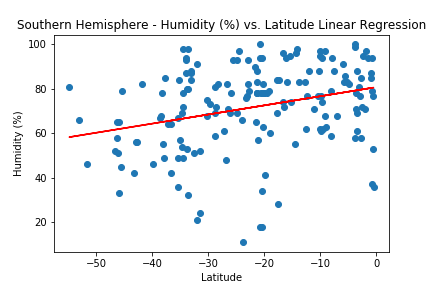 Southern Hemisphere - Humidity (%) vs. Latitude Linear Regression
100
80
60
40
20
Humidity (%)
−50 −40 −30 −20 −10 0
Latitude